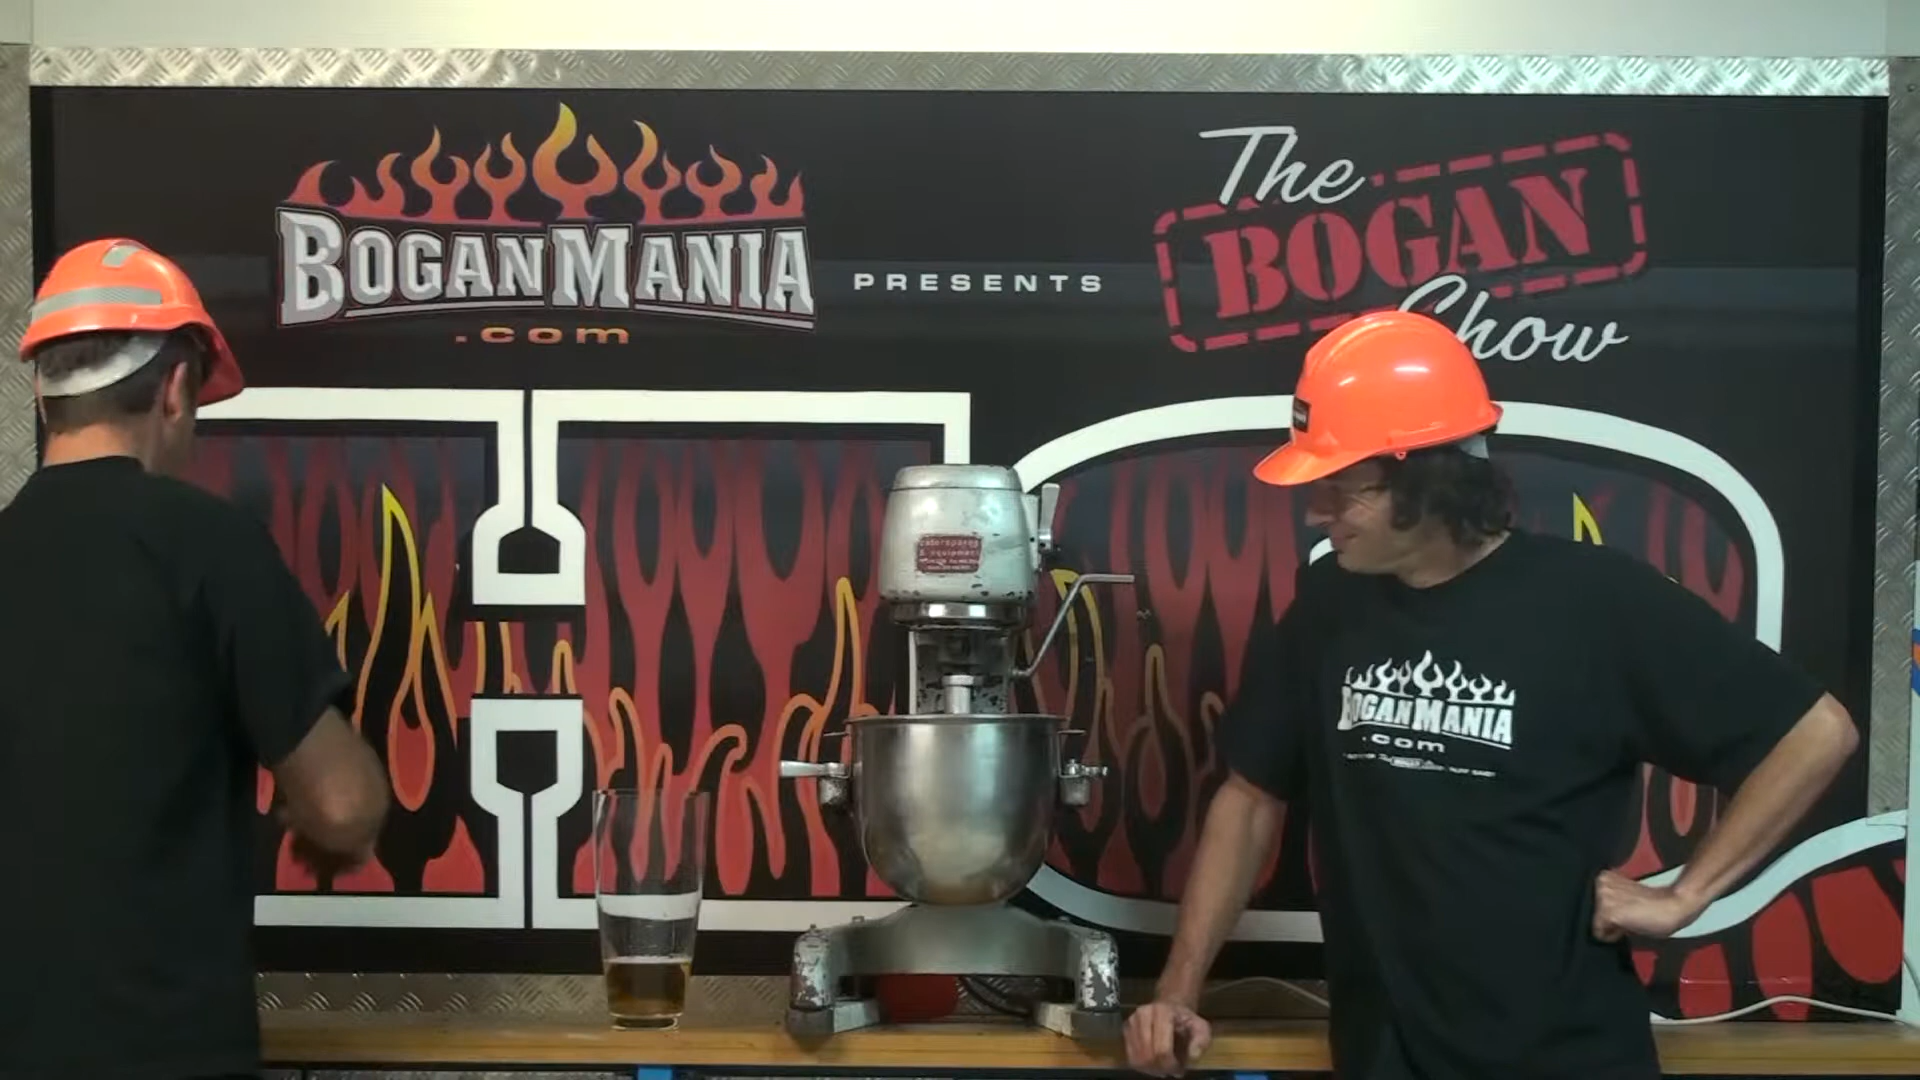 BOGANMANIA
.com
PRESENTS
The
BOGAN
Show
BOGANMANIA
.com